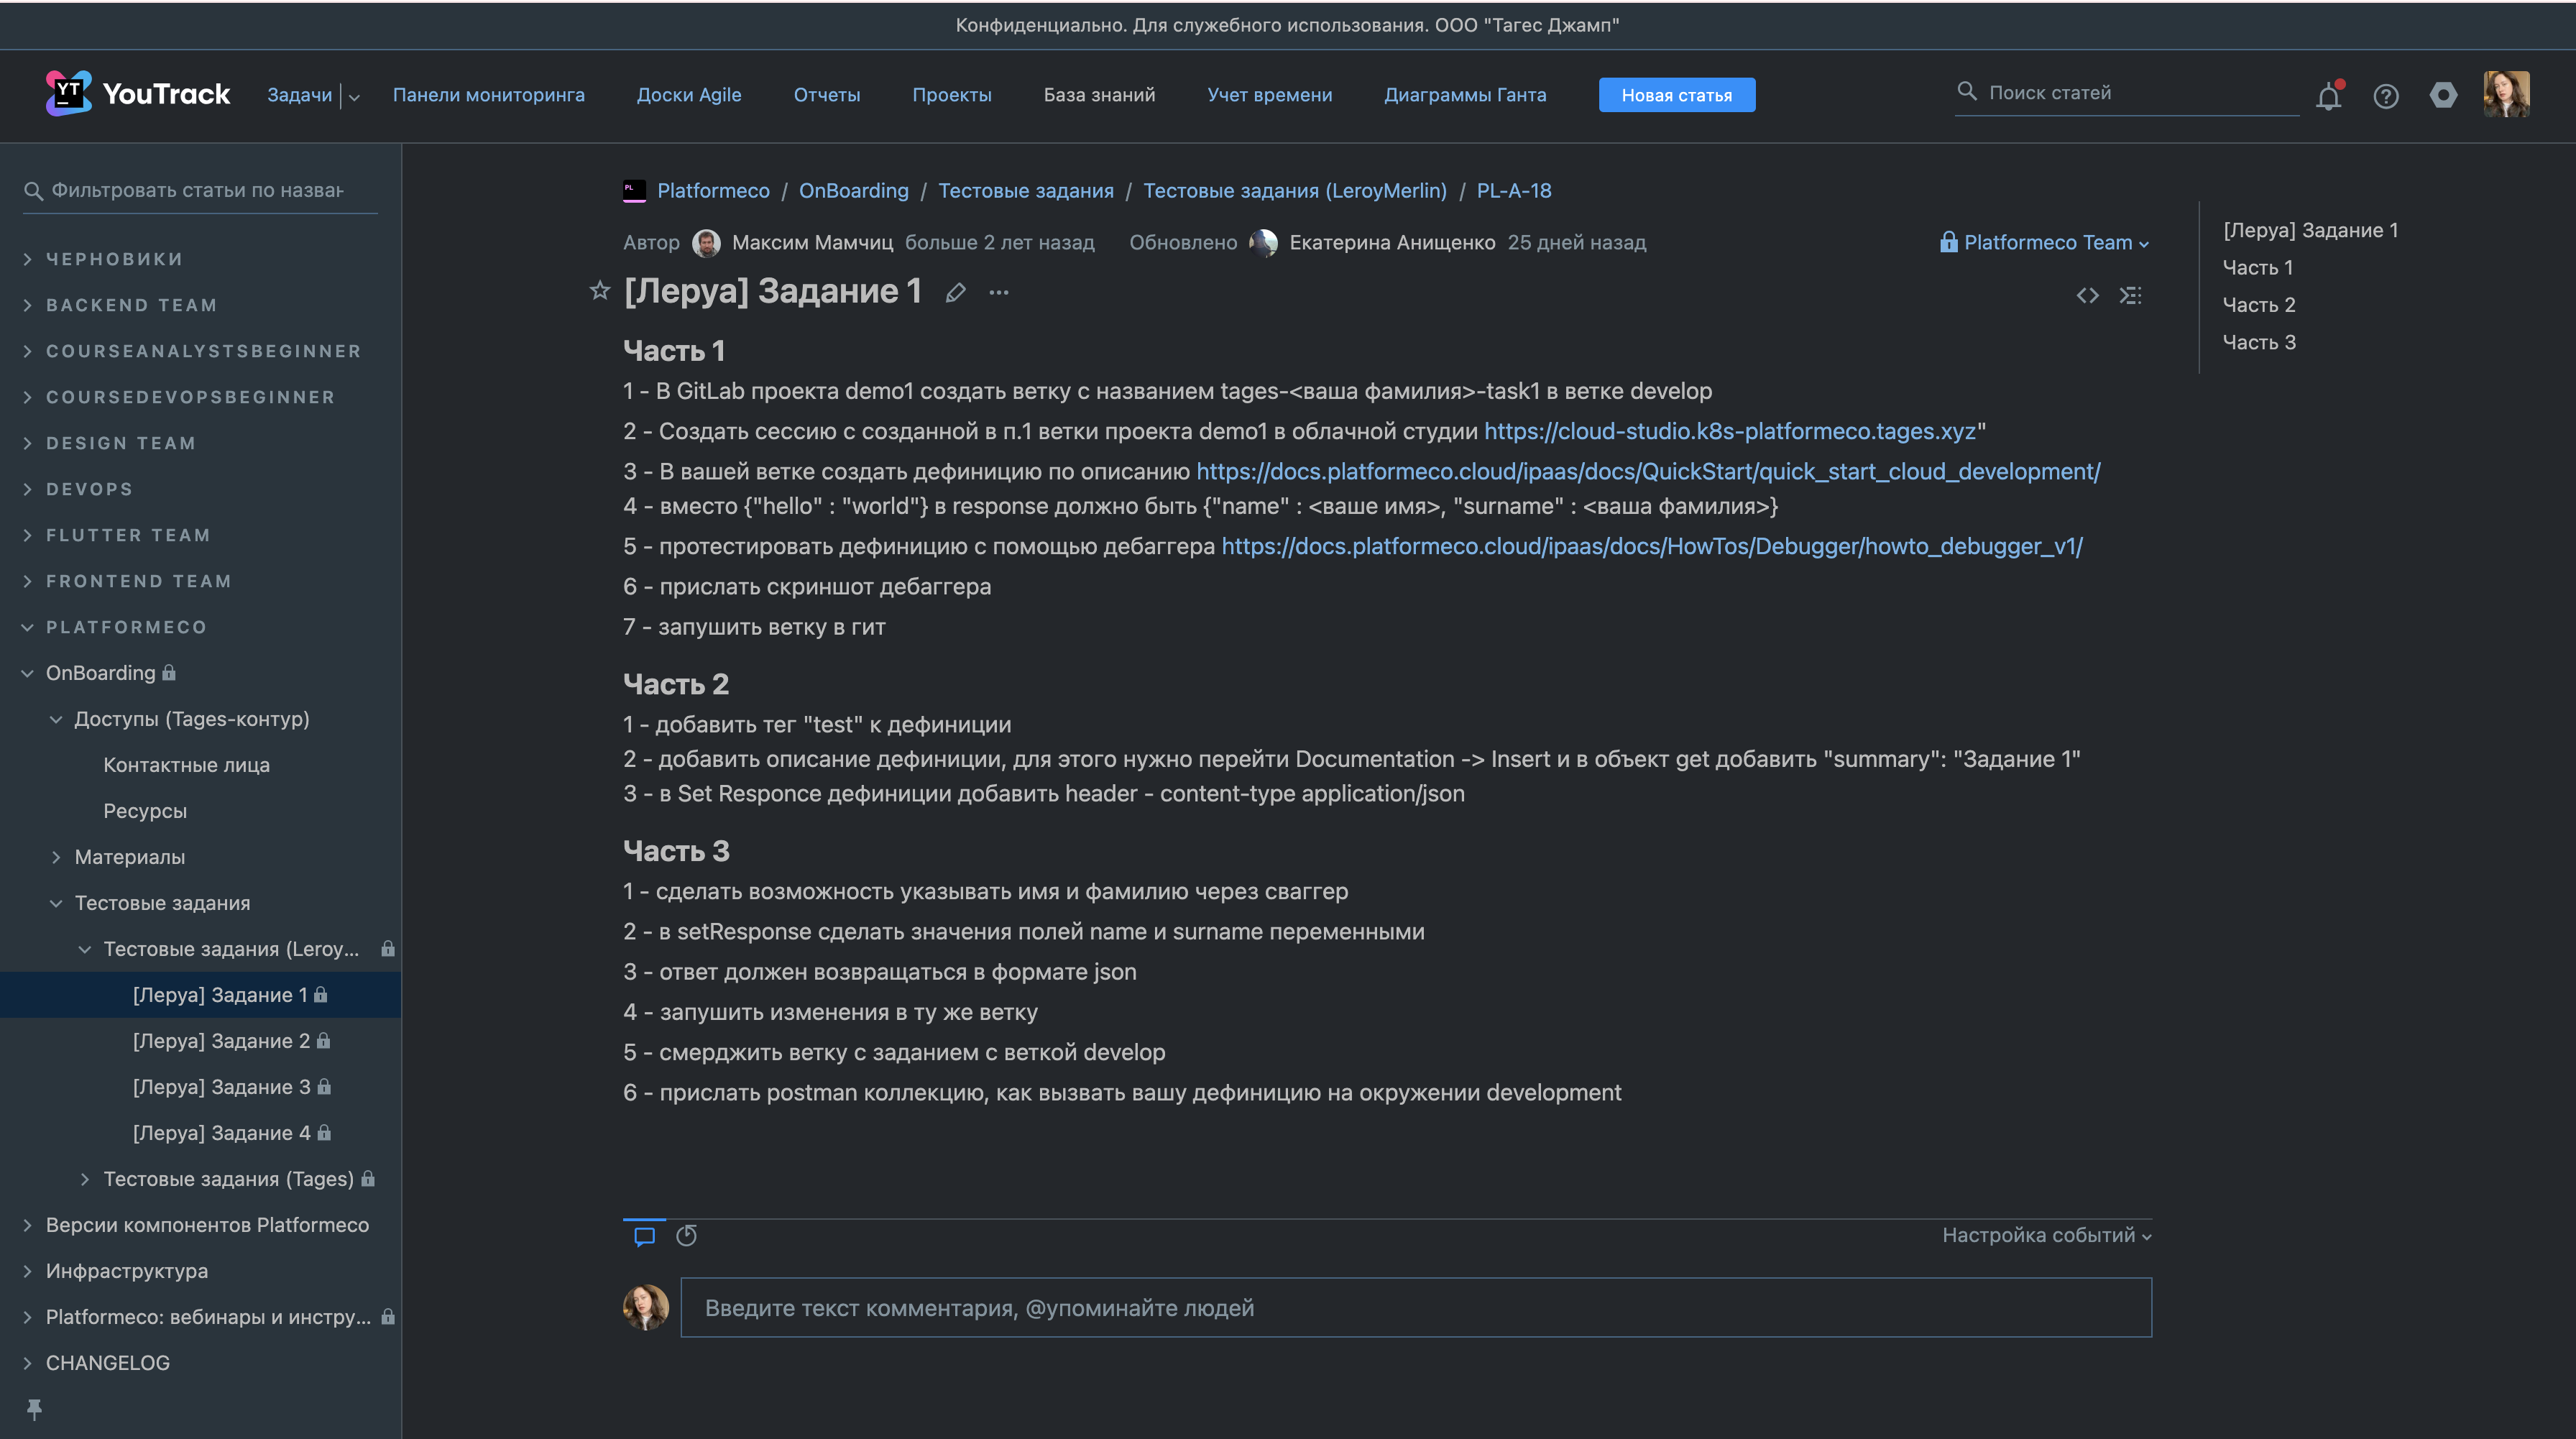 Конфиденциально. Для служебного использования. ООО "Тагес Джамп"
YT YouTrack Задачи Панели мониторинга Доски Agile Отчеты Проекты База знаний Учет времени Диаграммы Ганта Новая статья Поиск статей
Фильтровать статьи по назван
ЧЕРНОВИКИ
BACKEND TEAM
COURSEANALYSTSBEGINNER
COURSEDEVOPSBEGINNER
DESIGN TEAM
DEVOPS
FLUTTER TEAM
FRONTEND TEAM
PLATFORMECO
OnBoarding
Доступы (Tages-контур)
Контактные лица
Ресурсы
Материалы
Тестовые задания
Тестовые задания (Leroy...
[Леруа] Задание 1
[Леруа] Задание 2
[Леруа] Задание 3
[Леруа] Задание 4
Тестовые задания (Tages)
Версии компонентов Platformeco
Инфраструктура
Platformeco: вебинары и инстру...
CHANGELOG
PL Platformeco / OnBoarding / Тестовые задания / Тестовые задания (LeroyMerlin) / PL-A-18
Автор Максим Мамчиц больше 2 лет назад Обновлено Екатерина Анищенко 25 дней назад Platformeco Team
[Леруа] Задание 1
Часть 1
1 - В GitLab проекта demo1 создать ветку с названием tages-<ваша фамилия>-task1 в ветке develop
2 - Создать сессию с созданной в п.1 ветки проекта demo1 в облачной студии https://cloud-studio.k8s-platformeco.tages.xyz"
3 - В вашей ветке создать дефиницию по описанию https://docs.platformeco.cloud/ipaas/docs/QuickStart/quick_start_cloud_development/
4 - вместо {"hello" : "world"} в response должно быть {"name" : <ваше имя>, "surname" : <ваша фамилия>}
5 - протестировать дефиницию с помощью дебаггера https://docs.platformeco.cloud/ipaas/docs/HowTos/Debugger/howto_debugger_v1/
6 - прислать скриншот дебаггера
7 - запушить ветку в гит
Часть 2
1 - добавить тег "test" к дефиниции
2 - добавить описание дефиниции, для этого нужно перейти Documentation -> Insert и в объект get добавить "summary": "Задание 1"
3 - в Set Responce дефиниции добавить header - content-type application/json
Часть 3
1 - сделать возможность указывать имя и фамилию через сваггер
2 - в setResponse сделать значения полей name и surname переменными
3 - ответ должен возвращаться в формате json
4 - запушить изменения в ту же ветку
5 - смерджить ветку с заданием с веткой develop
6 - прислать postman коллекцию, как вызвать вашу дефиницию на окружении development
Настройка событий
Введите текст комментария, @упоминайте людей
[Леруа] Задание 1
Часть 1
Часть 2
Часть 3